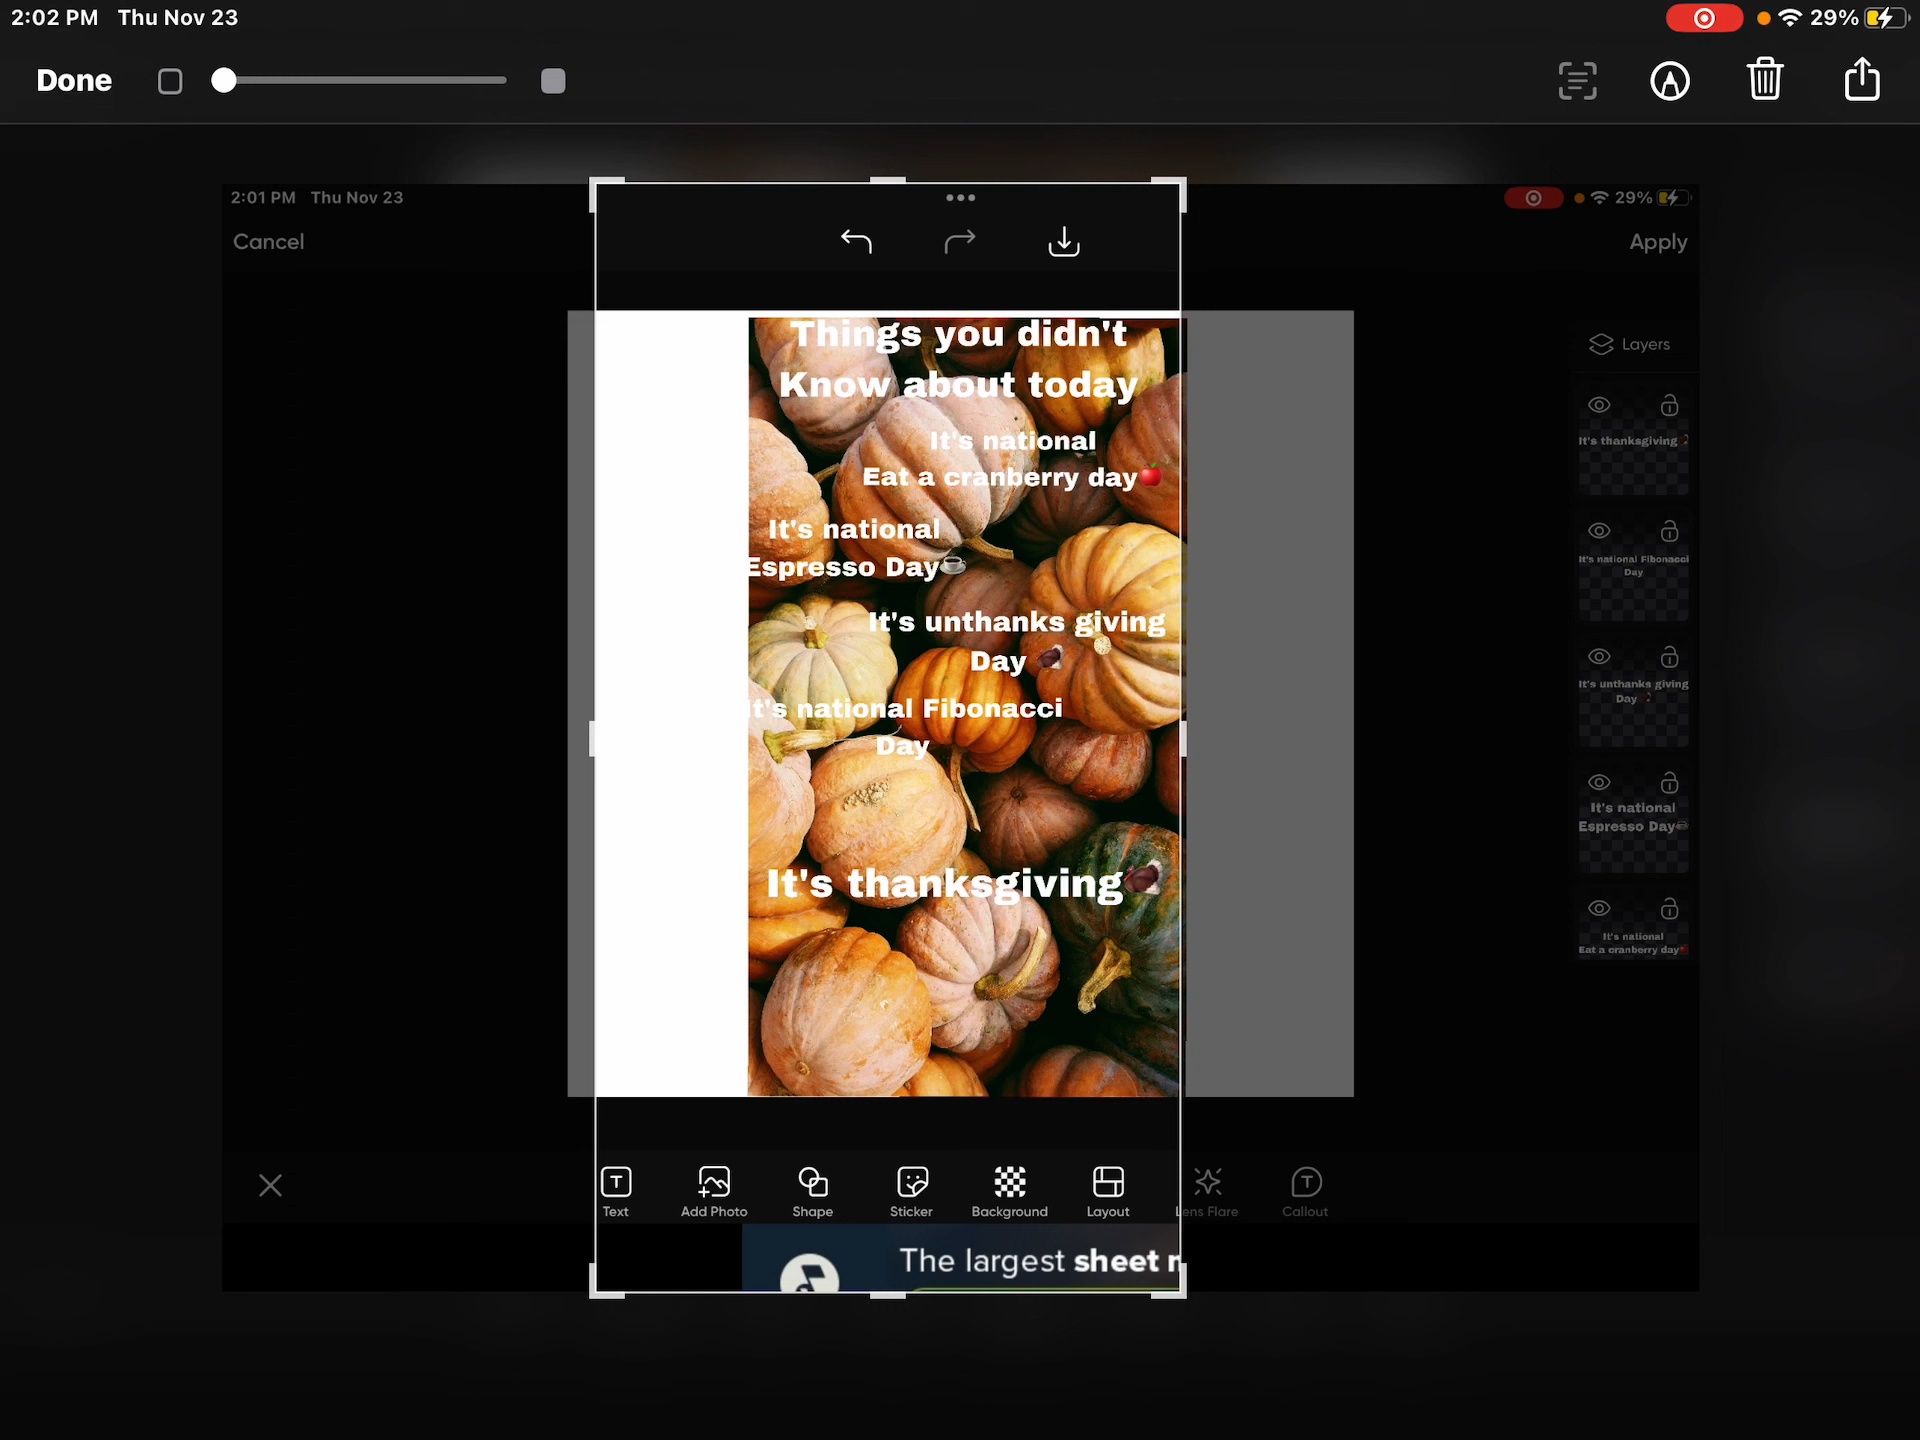 2:02 PM Thu Nov 23
29%
Done
2:01 PM Thu Nov 23
29%
Cancel
Apply
Layers
Things you didn't
Know about today
It's national
Eat a cranberry day
It's national
Espresso Day
It's unthanks giving
Day
It's national Fibonacci
Day
It's thanksgiving
It's thanksgiving
It's national Fibonacci
Day
It's unthanks giving
Day
It's national
Espresso Day
It's national
Eat a cranberry day
Text
Add Photo
Shape
Sticker
Background
Layout
Lens Flare
Callout
The largest sheet